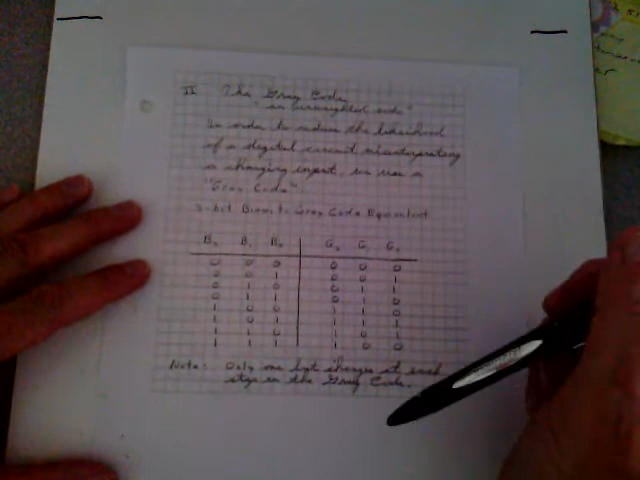 II The Gray Code
"an unweighted code"
In order to reduce the likelihood
of a digital circuit misinterpreting
a changing input, we use a
"Gray Code"
3-bit Binary to Gray Code Equivalent
B₂ B₁ B₀ G₂ G₁ G₀
0 0 0 0 0 0
0 0 1 0 0 1
0 1 0 0 1 1
0 1 1 0 1 0
1 0 0 1 1 0
1 0 1 1 1 1
1 1 0 1 0 1
1 1 1 1 0 0
Note: Only one bit changes at each
step in the Gray Code.